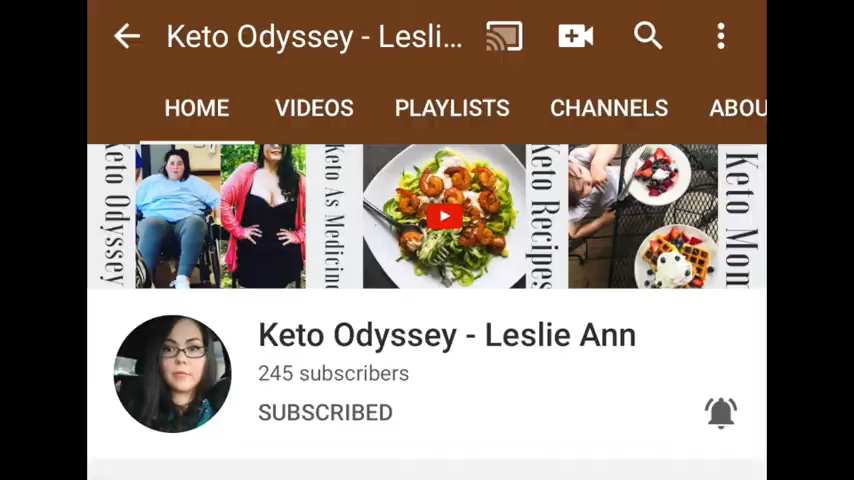 Keto Odyssey - Lesli...
HOME VIDEOS PLAYLISTS CHANNELS ABOU
Keto Odyssey
Keto As Medicine
Keto Recipes
Keto Mom
Keto Odyssey - Leslie Ann
245 subscribers
SUBSCRIBED